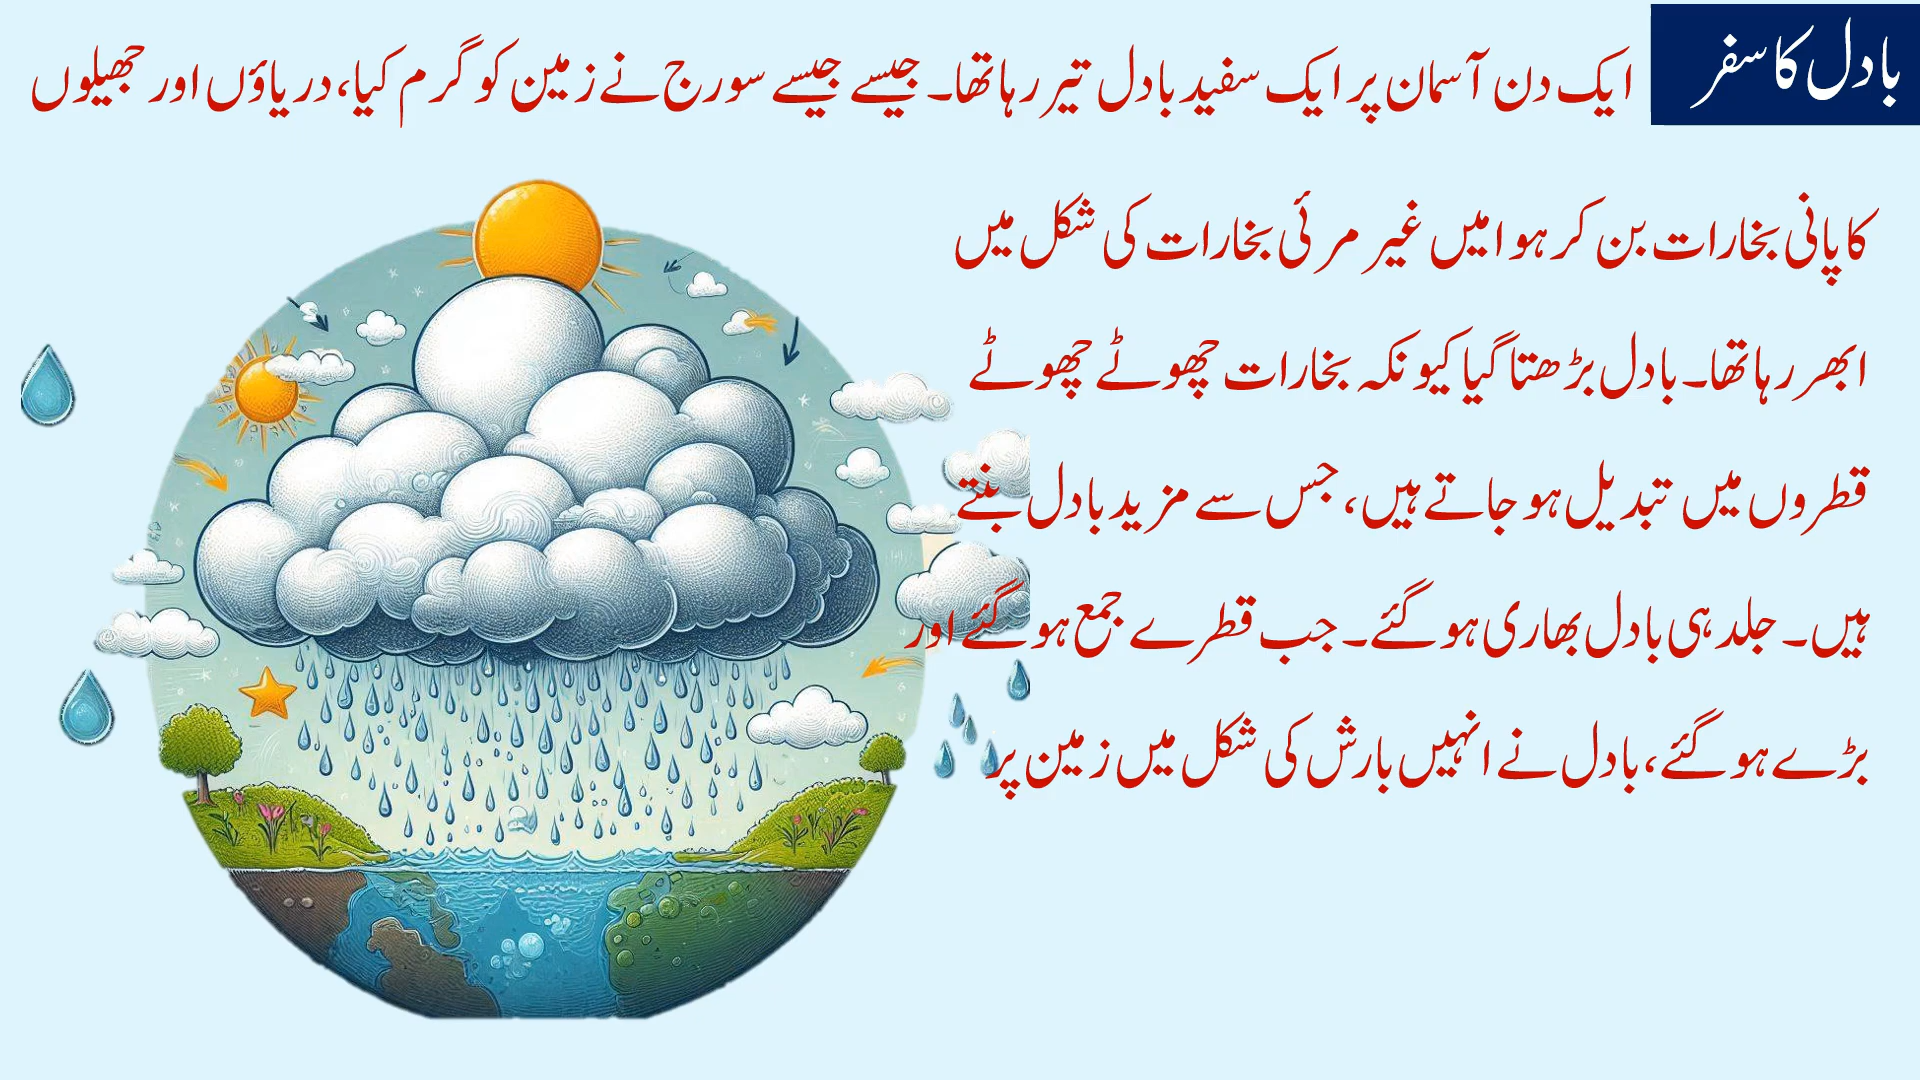 بادل کا سفر
ایک دن آسمان پر ایک سفید بادل تیر رہا تھا۔ جیسے جیسے سورج نے زمین کو گرم کیا، دریاؤں اور جھیلوں
کا پانی بخارات بن کر ہوا میں غیر مرئی بخارات کی شکل میں
ابھر رہا تھا۔ بادل بڑھتا گیا کیونکہ بخارات چھوٹے چھوٹے
قطروں میں تبدیل ہو جاتے ہیں، جس سے مزید بادل بنتے
ہیں۔ جلد ہی بادل بھاری ہو گئے۔ جب قطرے جمع ہو گئے اور
بڑے ہو گئے، بادل نے انہیں بارش کی شکل میں زمین پر